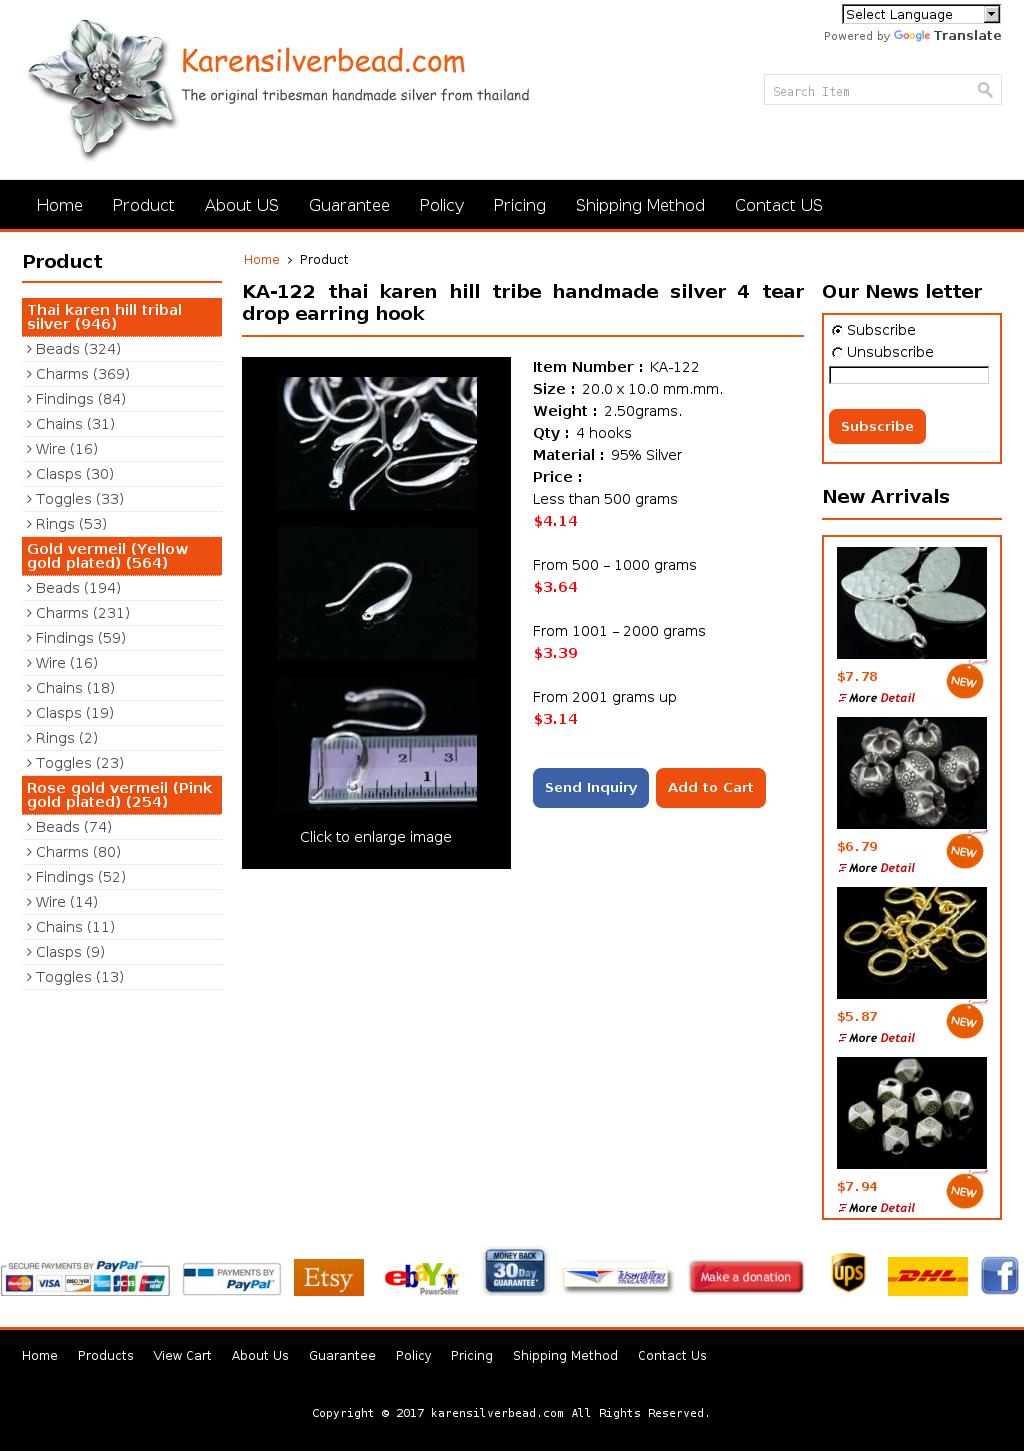 Select Language
Powered by Google Translate
Karensilverbead.com
The original tribesman handmade silver from thailand
Search Item
Home Product About US Guarantee Policy Pricing Shipping Method Contact US
Product
Thai karen hill tribal
silver (946)
Beads (324)
Charms (369)
Findings (84)
Chains (31)
Wire (16)
Clasps (30)
Toggles (33)
Rings (53)
Gold vermeil (Yellow
gold plated) (564)
Beads (194)
Charms (231)
Findings (59)
Wire (16)
Chains (18)
Clasps (19)
Rings (2)
Toggles (23)
Rose gold vermeil (Pink
gold plated) (254)
Beads (74)
Charms (80)
Findings (52)
Wire (14)
Chains (11)
Clasps (9)
Toggles (13)
Home > Product
KA-122 thai karen hill tribe handmade silver 4 tear
drop earring hook
2 3
1
Click to enlarge image
Item Number : KA-122
Size : 20.0 x 10.0 mm.mm.
Weight : 2.50grams.
Qty : 4 hooks
Material : 95% Silver
Price :
Less than 500 grams
$4.14
From 500 – 1000 grams
$3.64
From 1001 – 2000 grams
$3.39
From 2001 grams up
$3.14
Send Inquiry Add to Cart
Our News letter
Subscribe
Unsubscribe
Subscribe
New Arrivals
$7.78
NEW
More Detail
$6.79
NEW
More Detail
$5.87
NEW
More Detail
$7.94
NEW
More Detail
SECURE PAYMENTS BY PayPal
MasterCard VISA DISCOVER JCB
PAYMENTS BY
PayPal
Etsy
ebay
PowerSeller
MONEY BACK
30Day
GUARANTEE
THAILAND POST
Make a donation
ups
DHL
f
Home Products View Cart About Us Guarantee Policy Pricing Shipping Method Contact Us
Copyright © 2017 karensilverbead.com All Rights Reserved.